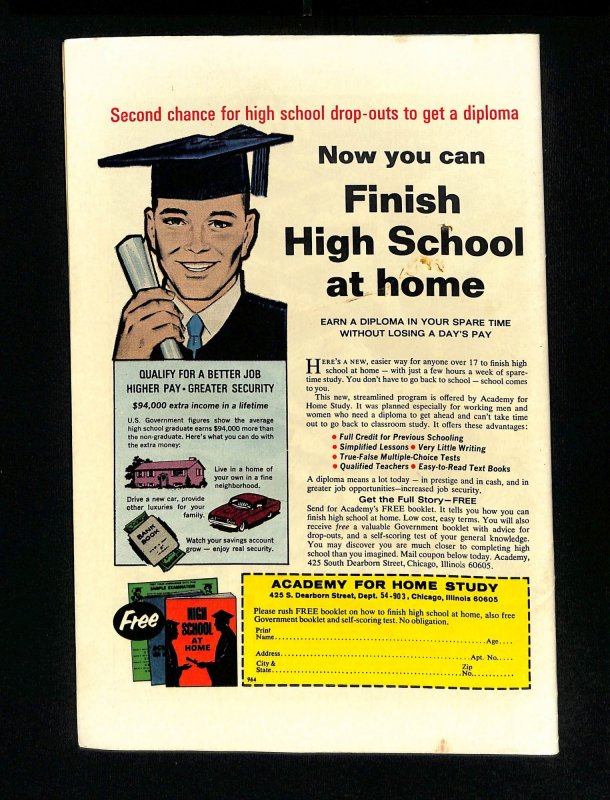 Second chance for high school drop-outs to get a diploma
Now you can
Finish
High School
at home
EARN A DIPLOMA IN YOUR SPARE TIME
WITHOUT LOSING A DAY'S PAY
HERE'S A NEW, easier way for anyone over 17 to finish high
school at home — with just a few hours a week of spare-
time study. You don't have to go back to school — school comes
to you.
This new, streamlined program is offered by Academy for
Home Study. It was planned especially for working men and
women who need a diploma to get ahead and can't take time
out to go back to classroom study. It offers these advantages:
• Full Credit for Previous Schooling
• Simplified Lessons • Very Little Writing
• True-False Multiple-Choice Tests
• Qualified Teachers • Easy-to-Read Text Books
A diploma means a lot today — in prestige and in cash, and in
greater job opportunities—increased job security.
Get the Full Story—FREE
Send for Academy's FREE booklet. It tells you how you can
finish high school at home. Low cost, easy terms. You will also
receive free a valuable Government booklet with advice for
drop-outs, and a self-scoring test of your general knowledge.
You may discover you are much closer to completing high
school than you imagined. Mail coupon below today. Academy,
425 South Dearborn Street, Chicago, Illinois 60605.
QUALIFY FOR A BETTER JOB
HIGHER PAY • GREATER SECURITY
$94,000 extra income in a lifetime
U.S. Government figures show the average
high school graduate earns $94,000 more than
the non-graduate. Here's what you can do with
the extra money:
Live in a home of
your own in a fine
neighborhood.
Drive a new car, provide
other luxuries for your
family.
BANK
BOOK
Watch your savings account
grow — enjoy real security.
Free
SAMPLE EXAMINATION
HIGH
SCHOOL
AT
HOME
ACADEMY FOR HOME STUDY
425 S. Dearborn Street, Dept. 54-903, Chicago, Illinois 60605
Please rush FREE booklet on how to finish high school at home, also free
Government booklet and self-scoring test. No obligation.
Print
Name Age
Address Apt. No.
City & Zip
State No.
964